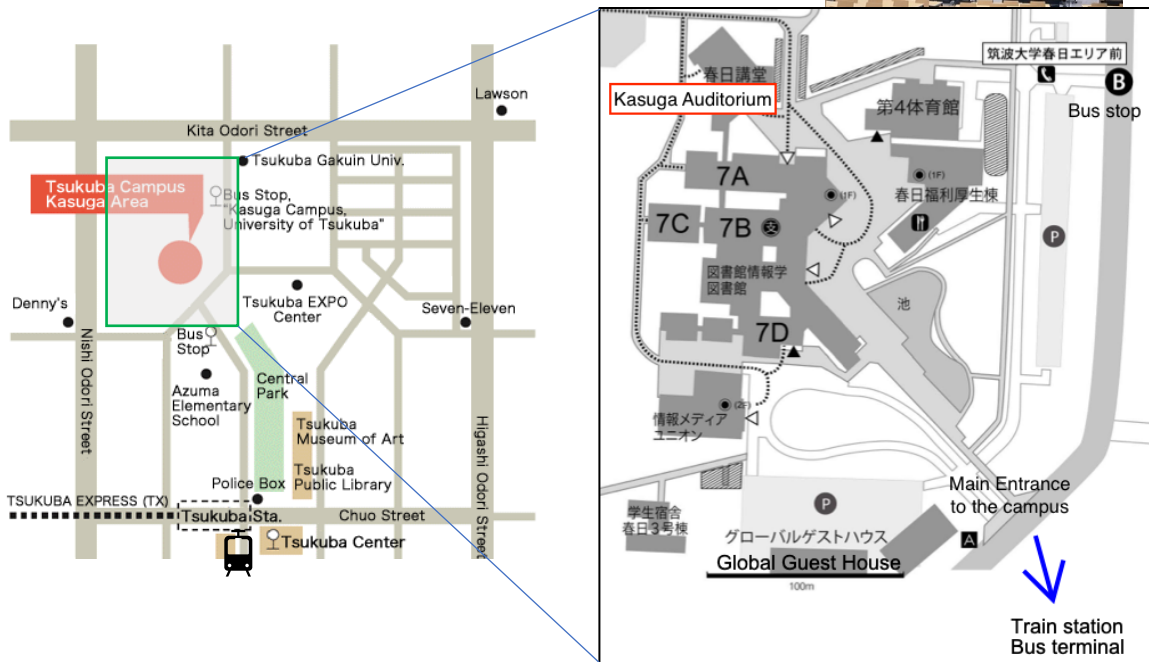 Lawson
Kita Odori Street
Tsukuba Gakuin Univ.
Tsukuba Campus
Kasuga Area
Bus Stop,
"Kasuga Campus,
University of Tsukuba"
Denny's
Tsukuba EXPO
Center
Seven-Eleven
Bus
Stop
Nishi Odori Street
Azuma
Elementary
School
Central
Park
Tsukuba
Museum of Art
Tsukuba
Public Library
Higashi Odori Street
Police Box
TSUKUBA EXPRESS (TX)
Tsukuba Sta.
Chuo Street
Tsukuba Center
筑波大学春日エリア前
B
Bus stop
春日講堂
Kasuga Auditorium
第4体育館
7A
(1F)
春日福利厚生棟
(1F)
7C
7B
支
P
図書館情報学
図書館
池
7D
(2F)
情報メディア
ユニオン
Main Entrance
to the campus
P
学生宿舎
春日3号棟
グローバルゲストハウス
A
Global Guest House
100m
Train station
Bus terminal